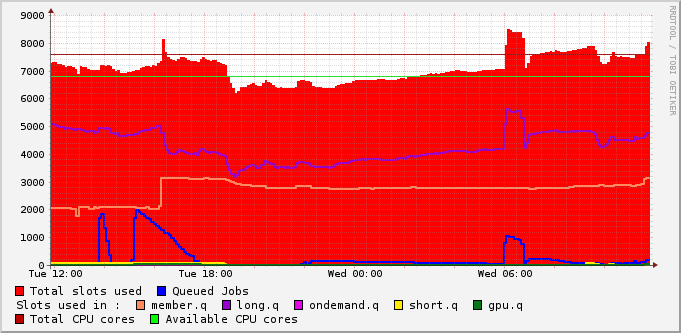 9000
8000
7000
6000
5000
4000
3000
2000
1000
0
Tue 12:00 Tue 18:00 Wed 00:00 Wed 06:00
Total slots used Queued Jobs
Slots used in : member.q long.q ondemand.q short.q gpu.q
Total CPU cores Available CPU cores
RRDTOOL / TOBI OETIKER